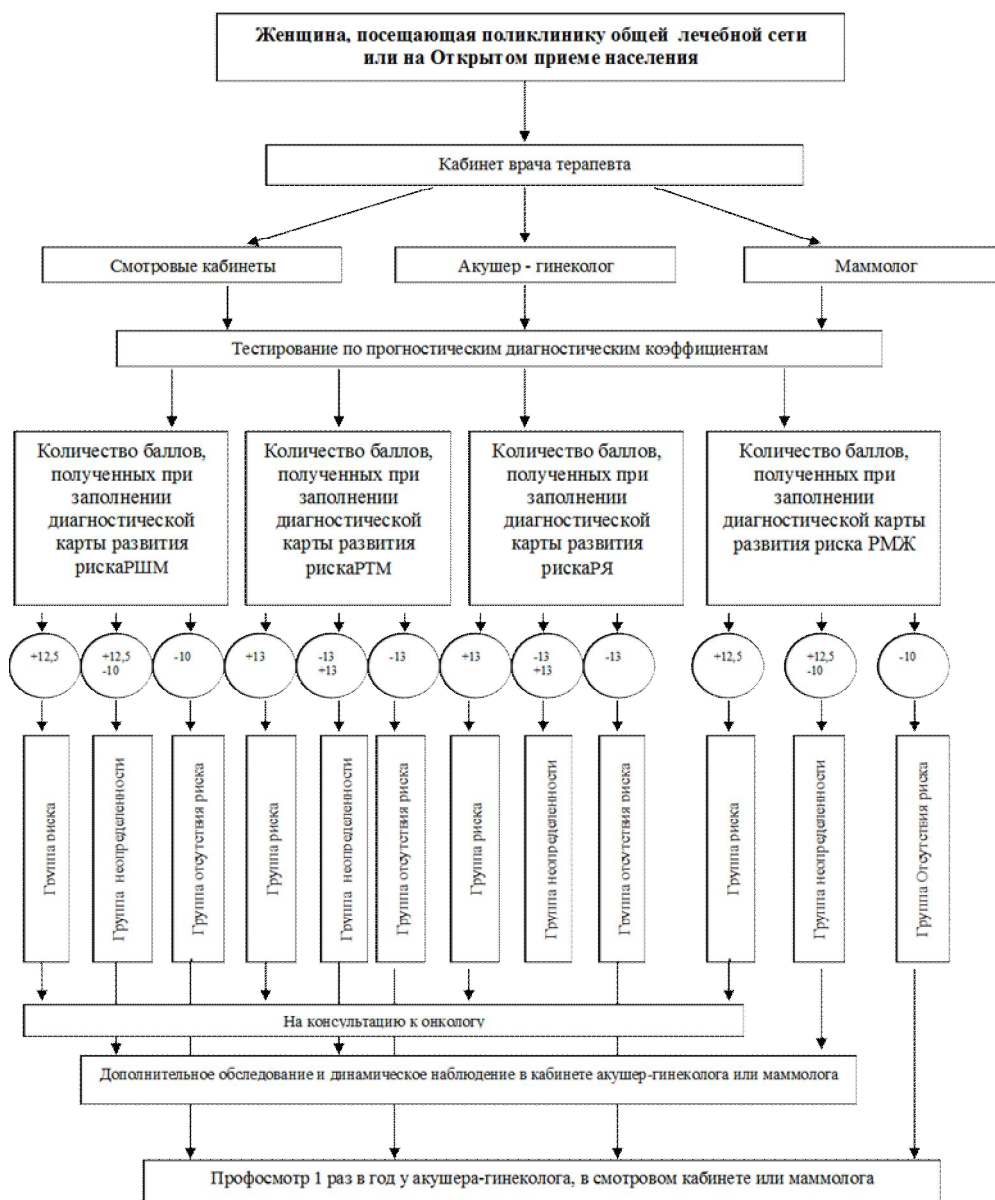 Женщина, посещающая поликлинику общей лечебной сети
или на Открытом приеме населения
Кабинет врача терапевта
Смотровые кабинеты
Акушер - гинеколог
Маммолог
Тестирование по прогностическим диагностическим коэффициентам
Количество баллов,
полученных при
заполнении
диагностической
карты развития
рискаРШМ
Количество баллов,
полученных при
заполнении
диагностической
карты развития
рискаРТМ
Количество баллов,
полученных при
заполнении
диагностической
карты развития
рискаРЯ
Количество баллов,
полученных при
заполнении
диагностической карты
развития риска РМЖ
+12,5
+12,5
-10
-10
+13
-13
+13
-13
+13
-13
+13
-13
+12,5
+12,5
-10
-10
Группа риска
Группа неопределенности
Группа отсутствия риска
Группа риска
Группа неопределенности
Группа отсутствия риска
Группа риска
Группа неопределенности
Группа отсутствия риска
Группа риска
Группа неопределенности
Группа Отсутствия риска
На консультацию к онкологу
Дополнительное обследование и динамическое наблюдение в кабинете акушер-гинеколога или маммолога
Профосмотр 1 раз в год у акушера-гинеколога, в смотровом кабинете или маммолога